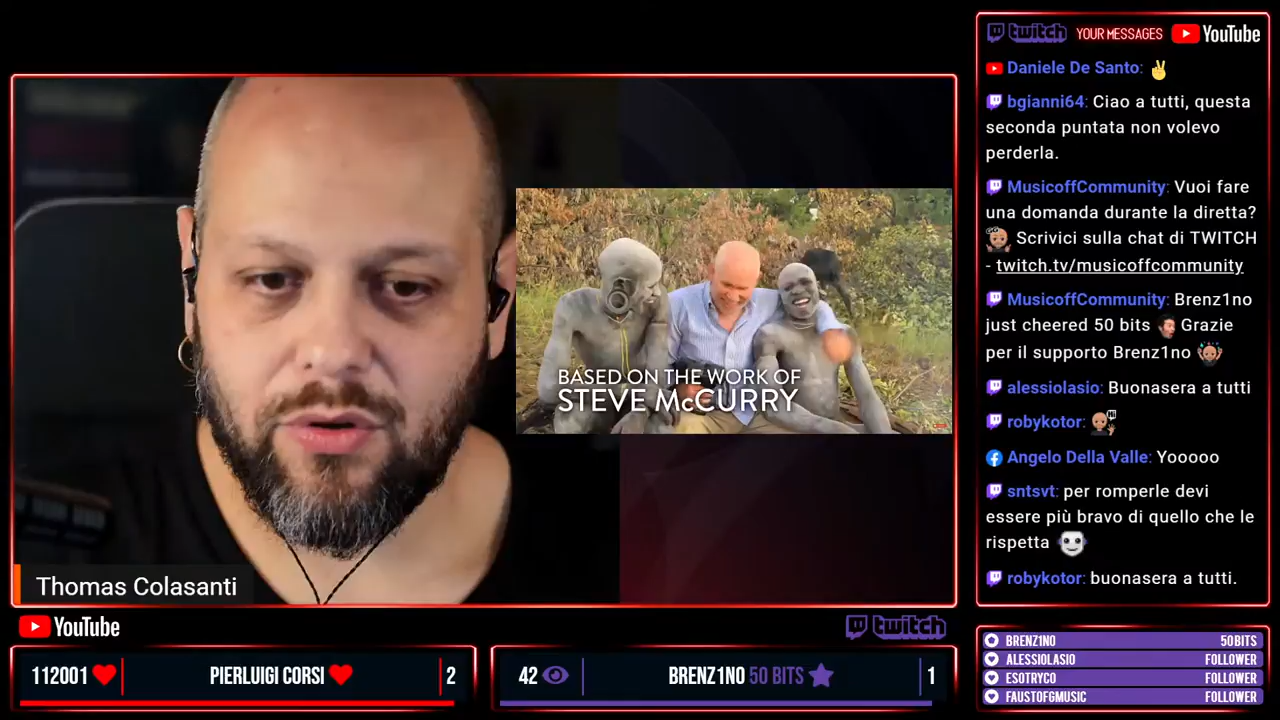 twitch YOUR MESSAGES YouTube
Daniele De Santo: ✌
bgianni64: Ciao a tutti, questa
seconda puntata non volevo
perderla.
MusicoffCommunity: Vuoi fare
una domanda durante la diretta?
Scrivici sulla chat di TWITCH
- twitch.tv/musicoffcommunity
MusicoffCommunity: Brenz1no
just cheered 50 bits Grazie
per il supporto Brenz1no
alessiolasio: Buonasera a tutti
robykotor:
Angelo Della Valle: Yooooo
sntsvt: per romperle devi
essere più bravo di quello che le
rispetta
robykotor: buonasera a tutti.
BASED ON THE WORK OF
STEVE McCURRY
Thomas Colasanti
YouTube
twitch
112001 PIERLUIGI CORSI 2
42 BRENZ1NO 50 BITS 1
BRENZ1NO 50BITS
ALESSIOLASIO FOLLOWER
ESOTRYCO FOLLOWER
FAUSTOFGMUSIC FOLLOWER